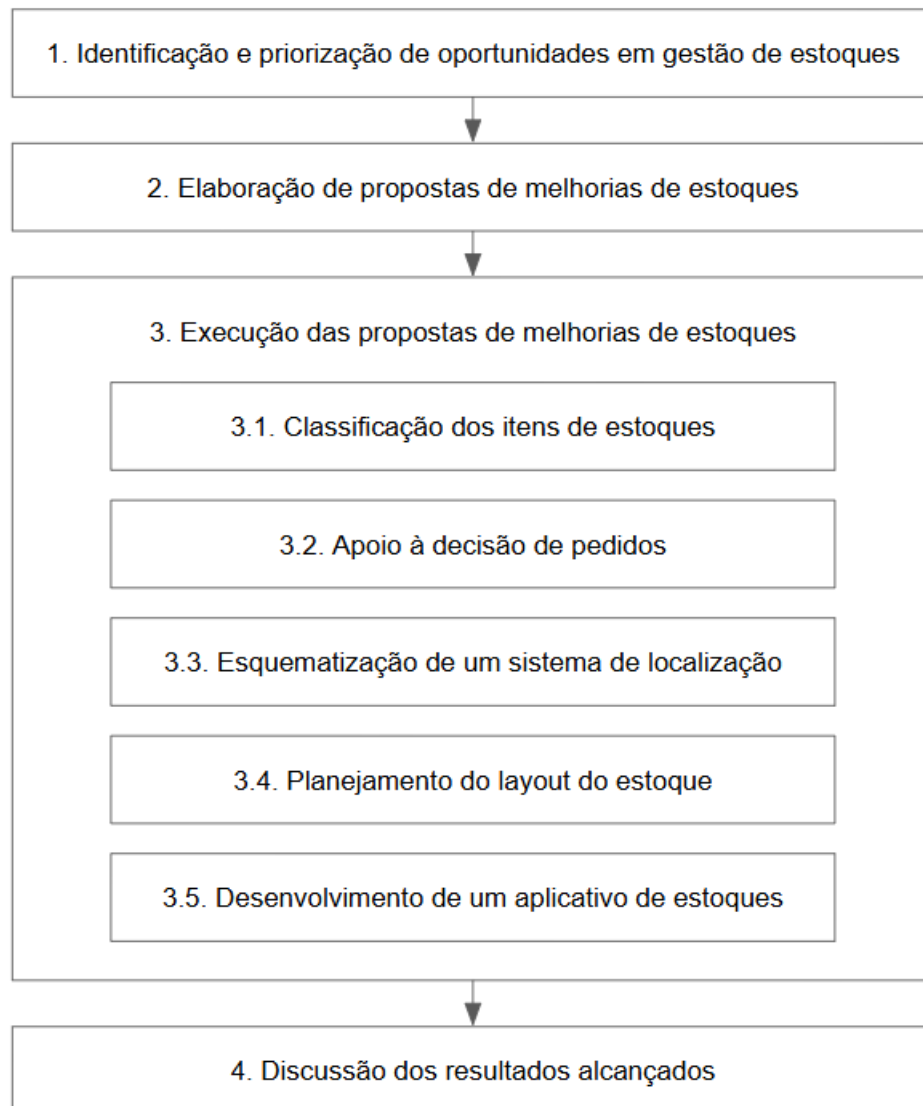 1. Identificação e priorização de oportunidades em gestão de estoques
2. Elaboração de propostas de melhorias de estoques
3. Execução das propostas de melhorias de estoques
3.1. Classificação dos itens de estoques
3.2. Apoio à decisão de pedidos
3.3. Esquematização de um sistema de localização
3.4. Planejamento do layout do estoque
3.5. Desenvolvimento de um aplicativo de estoques
4. Discussão dos resultados alcançados